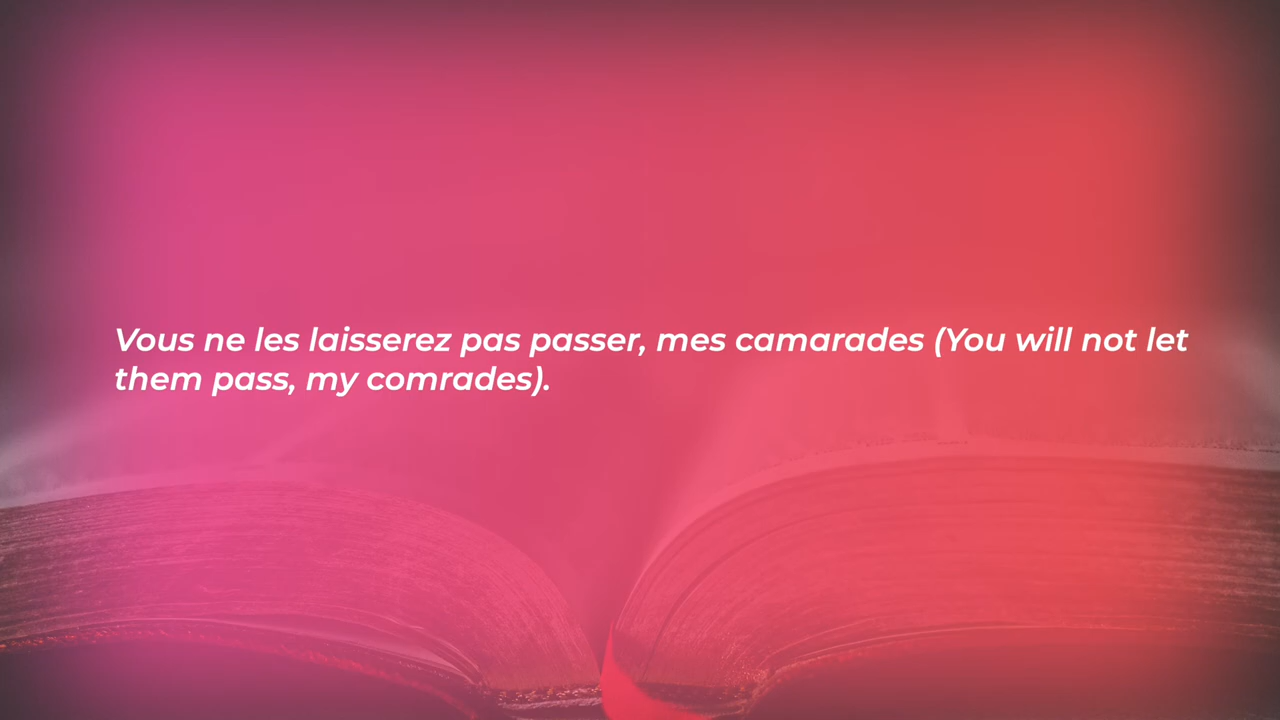 Vous ne les laisserez pas passer, mes camarades (You will not let
them pass, my comrades).